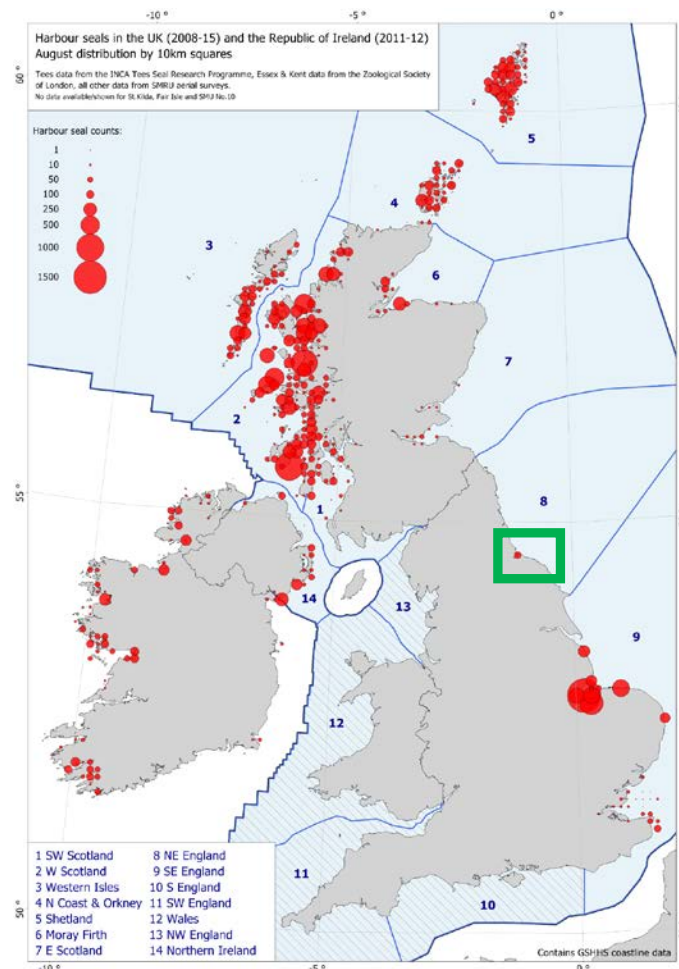 -10 °
-5 °
0 °
Harbour seals in the UK (2008-15) and the Republic of Ireland (2011-12)
August distribution by 10km squares
Tees data from the INCA Tees Seal Research Programme, Essex & Kent data from the Zoological Society
of London, all other data from SMRU aerial surveys.
No data available/shown for St.Kilda, Fair Isle and SMU No.10
60 °
Harbour seal counts:
1
10
50
100
250
500
1000
1500
5
4
3
6
7
2
55 °
1
8
14
13
9
12
11
10
50 °
1 SW Scotland
2 W Scotland
3 Western Isles
4 N Coast & Orkney
5 Shetland
6 Moray Firth
7 E Scotland
8 NE England
9 SE England
10 S England
11 SW England
12 Wales
13 NW England
14 Northern Ireland
Contains GSHHS coastline data
-5 °
0 °